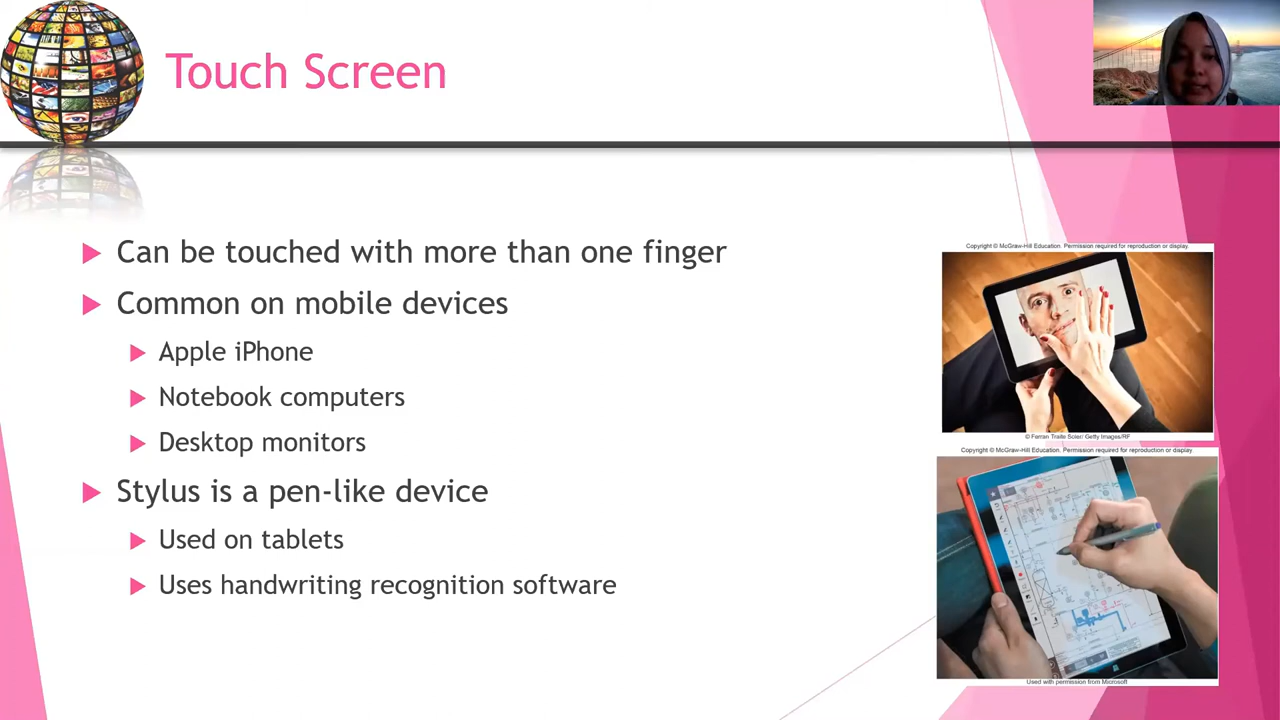 Touch Screen
Can be touched with more than one finger
Common on mobile devices
Apple iPhone
Notebook computers
Desktop monitors
Stylus is a pen-like device
Used on tablets
Uses handwriting recognition software
Copyright © McGraw-Hill Education. Permission required for reproduction or display.
© Ferran Traite Soler/ Getty Images/RF
Copyright © McGraw-Hill Education. Permission required for reproduction or display.
Used with permission from Microsoft